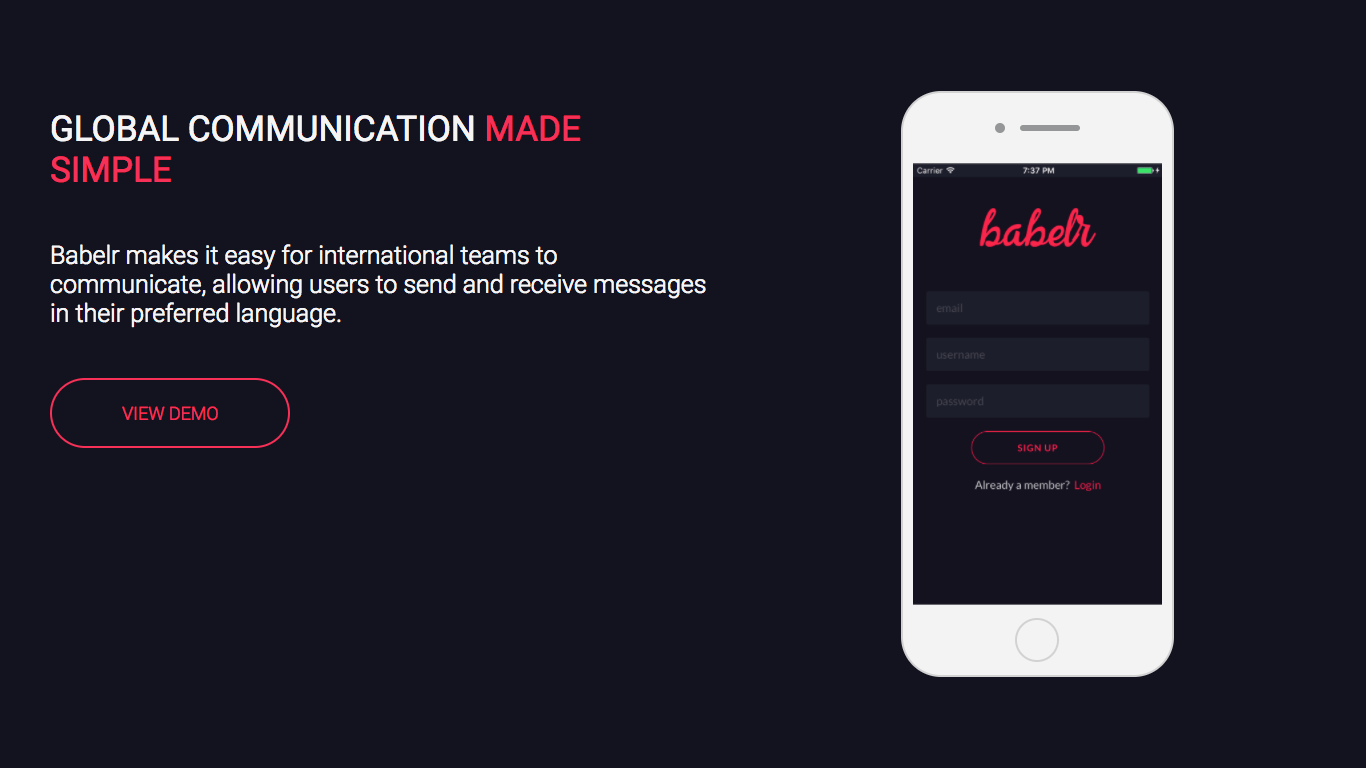 GLOBAL COMMUNICATION MADE
SIMPLE
Babelr makes it easy for international teams to
communicate, allowing users to send and receive messages
in their preferred language.
VIEW DEMO
Carrier 7:37 PM
babelr
email
username
password
SIGN UP
Already a member? Login